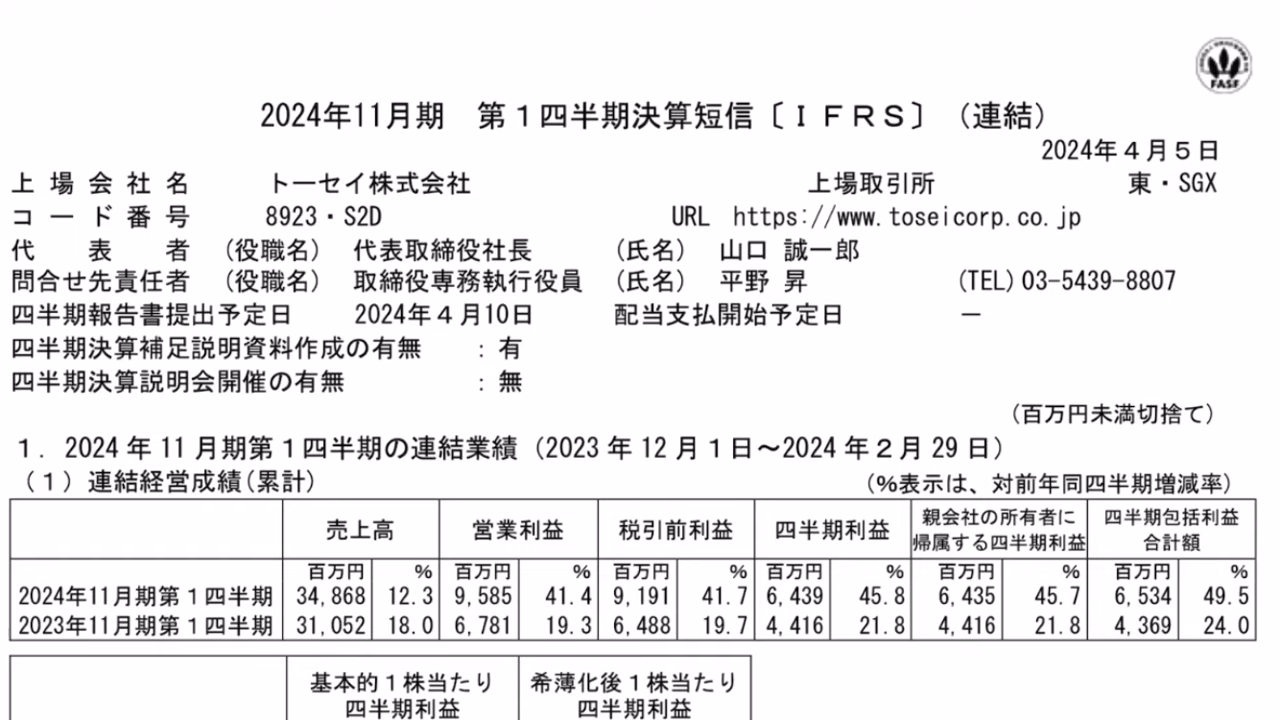 FASF
2024年11月期　第１四半期決算短信〔ＩＦＲＳ〕（連結）
2024年４月５日
上場会社名　トーセイ株式会社　上場取引所　東・SGX
コード番号　8923・S2D　URL　https://www.toseicorp.co.jp
代表者　（役職名）　代表取締役社長　（氏名）　山口 誠一郎
問合せ先責任者　（役職名）　取締役専務執行役員　（氏名）　平野 昇　(TEL) 03-5439-8807
四半期報告書提出予定日　2024年４月10日　配当支払開始予定日　－
四半期決算補足説明資料作成の有無　：有
四半期決算説明会開催の有無　：無
（百万円未満切捨て）
１．2024年11月期第１四半期の連結業績（2023年12月１日～2024年２月29日）
（１）連結経営成績(累計)　（％表示は、対前年同四半期増減率）
売上高　営業利益　税引前利益　四半期利益　親会社の所有者に帰属する四半期利益　四半期包括利益合計額
百万円　％　百万円　％　百万円　％　百万円　％　百万円　％　百万円　％
2024年11月期第１四半期　34,868　12.3　9,585　41.4　9,191　41.7　6,439　45.8　6,435　45.7　6,534　49.5
2023年11月期第１四半期　31,052　18.0　6,781　19.3　6,488　19.7　4,416　21.8　4,416　21.8　4,369　24.0
基本的１株当たり四半期利益　希薄化後１株当たり四半期利益